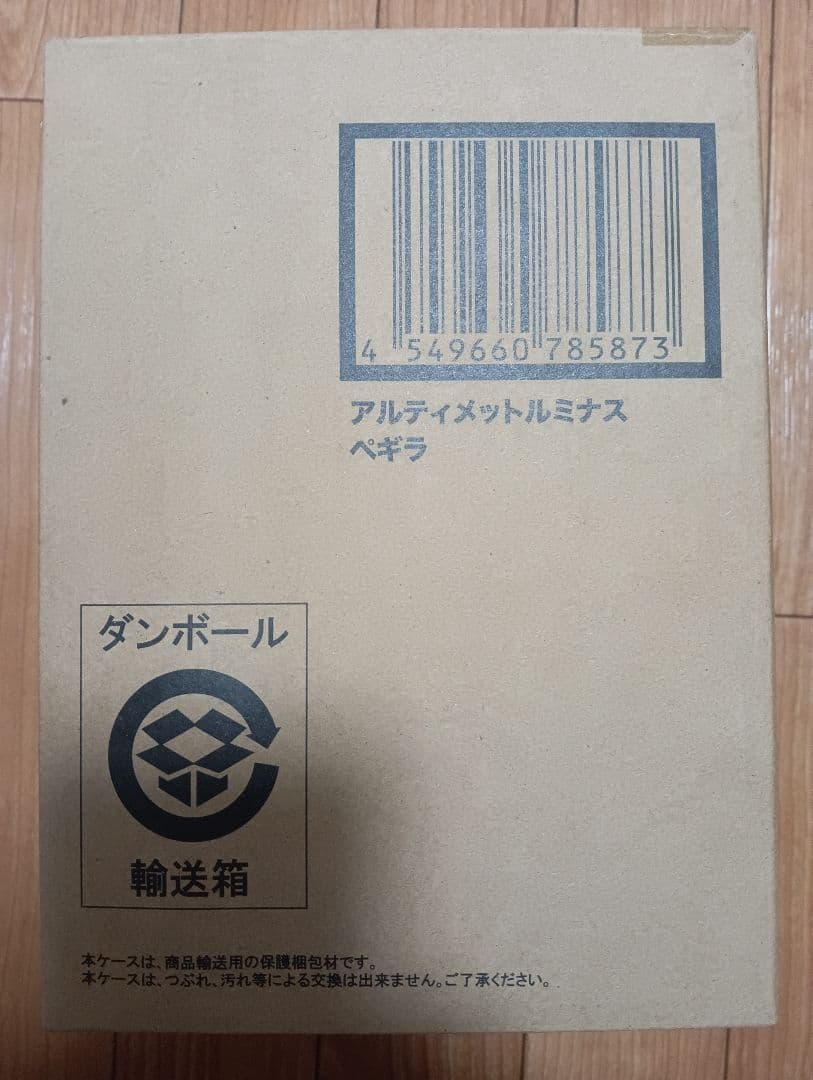 4 549660 785873
アルティメットルミナス
ペギラ
ダンボール
輸送箱
本ケースは、商品輸送用の保護梱包材です。
本ケースは、つぶれ、汚れ等による交換は出来ません。ご了承ください。